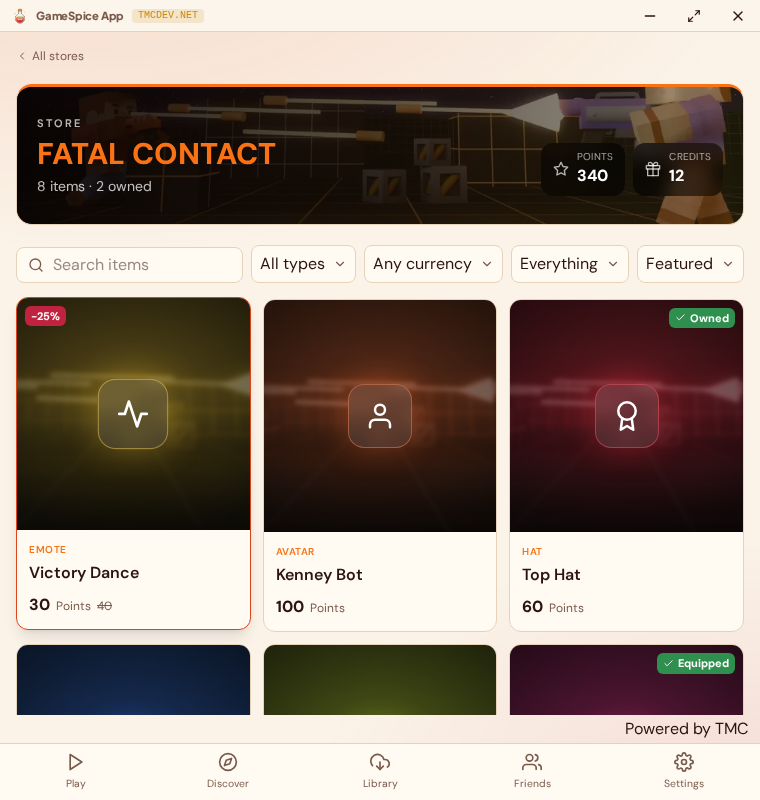 GameSpice App TMCDEV.NET
All stores
STORE
FATAL CONTACT
8 items · 2 owned
POINTS
340
CREDITS
12
Search items
All types
Any currency
Everything
Featured
-25%
Owned
EMOTE
Victory Dance
30 Points 40
AVATAR
Kenney Bot
100 Points
HAT
Top Hat
60 Points
Equipped
Powered by TMC
Play
Discover
Library
Friends
Settings